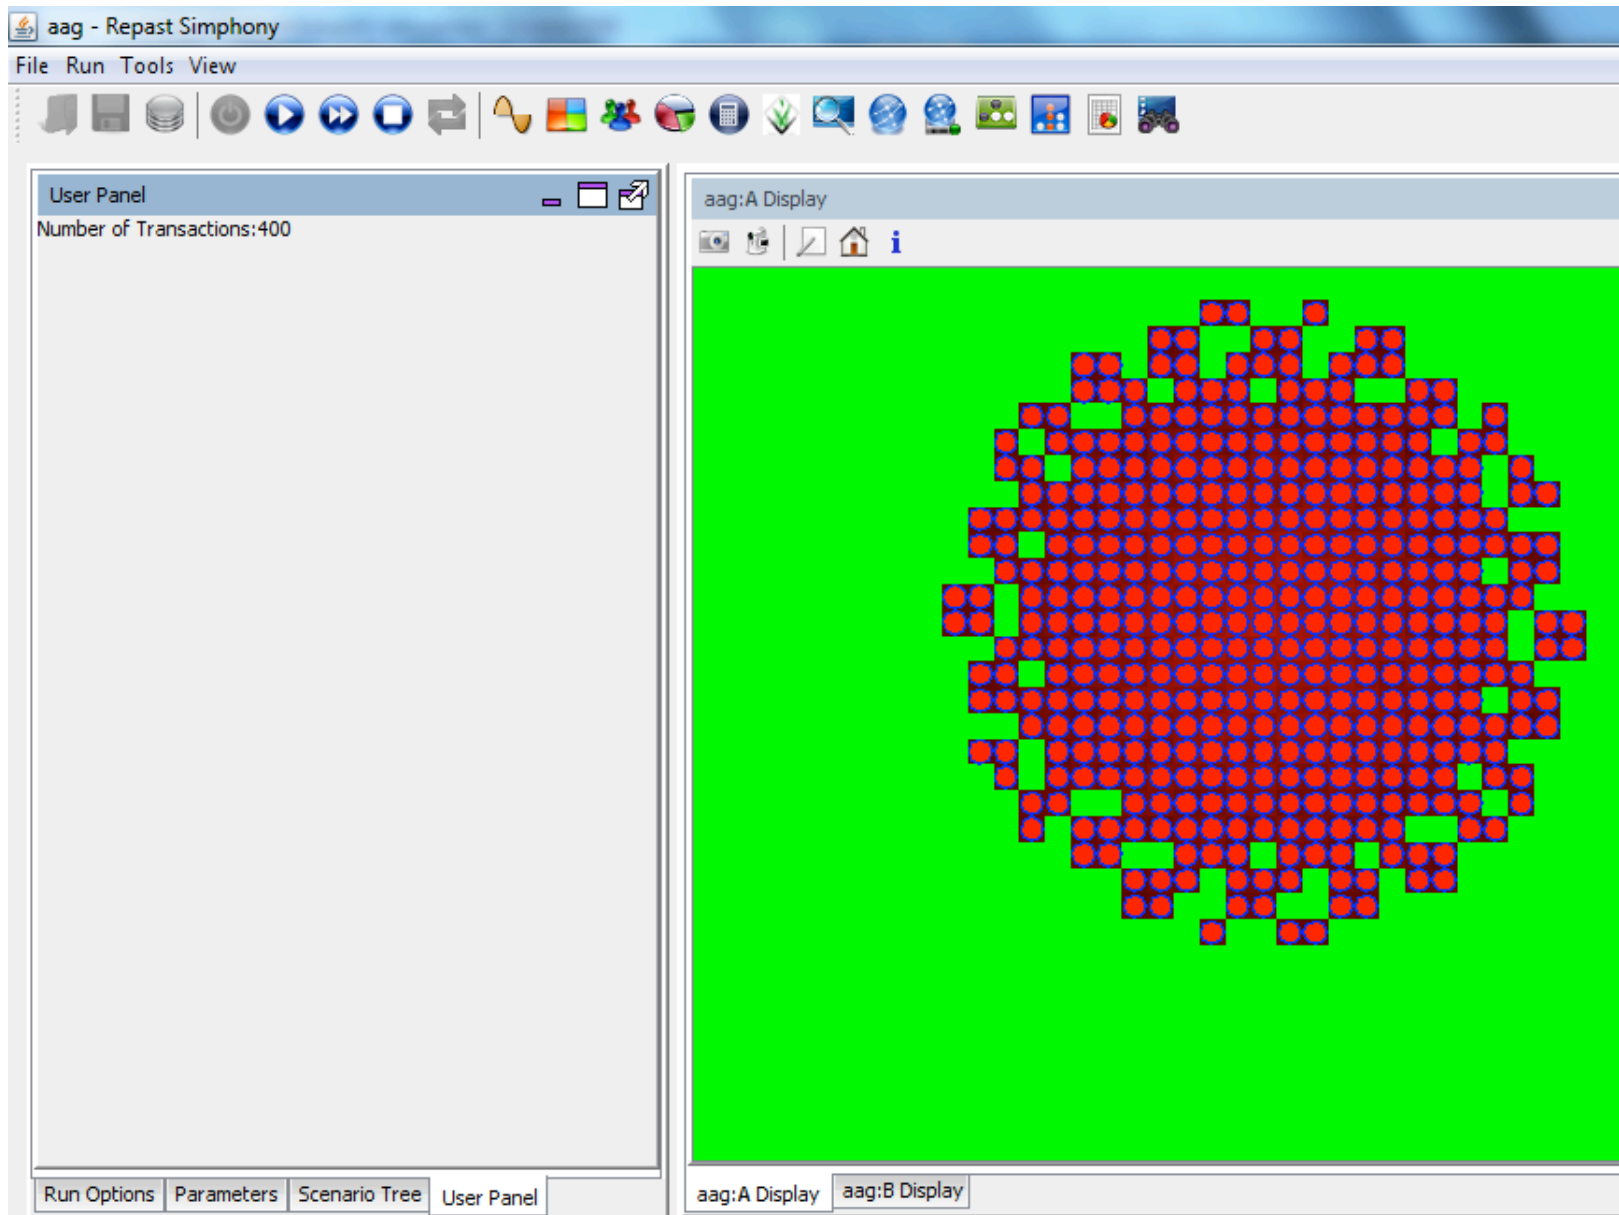 aag - Repast Simphony
File Run Tools View
User Panel
Number of Transactions:400
aag:A Display
i
Run Options Parameters Scenario Tree User Panel
aag:A Display aag:B Display